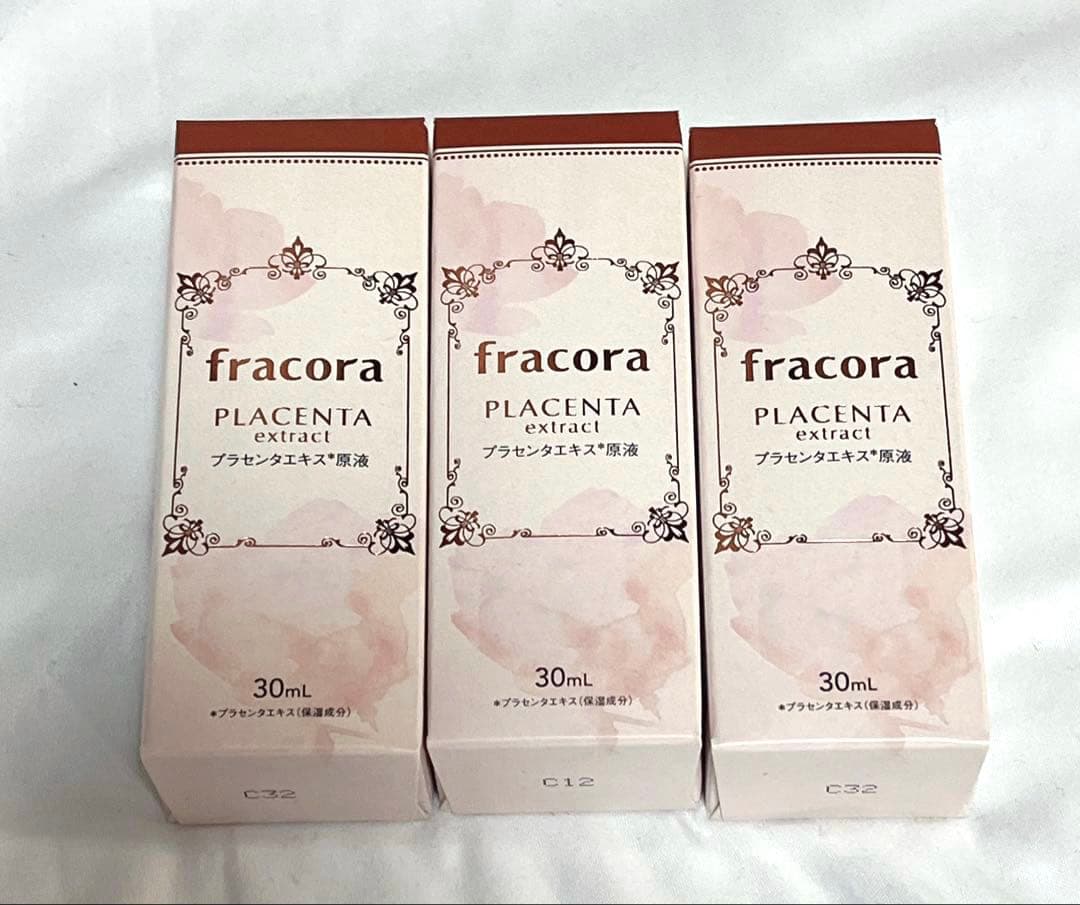 fracora
PLACENTA
extract
プラセンタエキス*原液
30mL
*プラセンタエキス(保湿成分)
C32
fracora
PLACENTA
extract
プラセンタエキス*原液
30mL
*プラセンタエキス(保湿成分)
C12
fracora
PLACENTA
extract
プラセンタエキス*原液
30mL
*プラセンタエキス(保湿成分)
C32